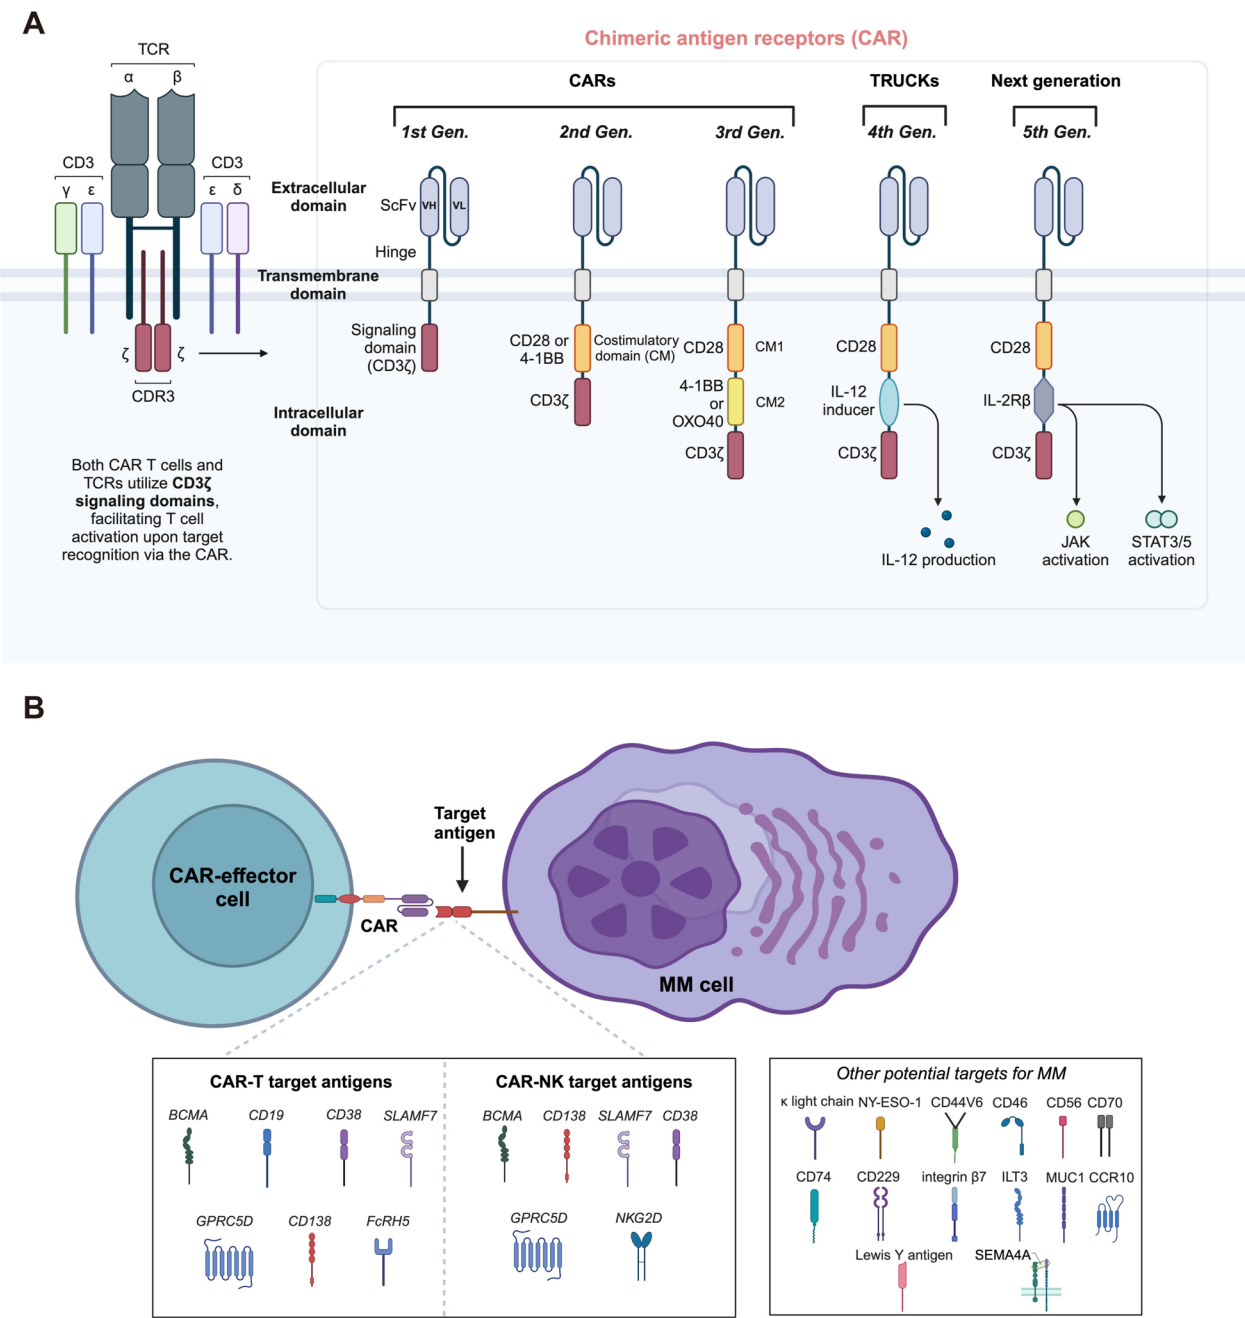 A
Chimeric antigen receptors (CAR)
TCR
α β
CD3
γ ε
CD3
ε δ
ζ ζ
CDR3
Both CAR T cells and
TCRs utilize CD3ζ
signaling domains,
facilitating T cell
activation upon target
recognition via the CAR.
Extracellular
domain
Transmembrane
domain
Intracellular
domain
CARs
TRUCKs
Next generation
1st Gen.
2nd Gen.
3rd Gen.
4th Gen.
5th Gen.
ScFv
VH VL
Hinge
Signaling
domain
(CD3ζ)
CD28 or
4-1BB
Costimulatory
domain (CM)
CD3ζ
CD28
CM1
4-1BB
or
OXO40
CM2
CD3ζ
CD28
IL-12
inducer
CD3ζ
IL-12 production
CD28
IL-2Rβ
CD3ζ
JAK
activation
STAT3/5
activation
B
CAR-effector
cell
CAR
Target
antigen
MM cell
CAR-T target antigens
BCMA CD19 CD38 SLAMF7
GPRC5D CD138 FcRH5
CAR-NK target antigens
BCMA CD138 SLAMF7 CD38
GPRC5D NKG2D
Other potential targets for MM
κ light chain NY-ESO-1 CD44V6 CD46 CD56 CD70
CD74 CD229 integrin β7 ILT3 MUC1 CCR10
Lewis Y antigen SEMA4A